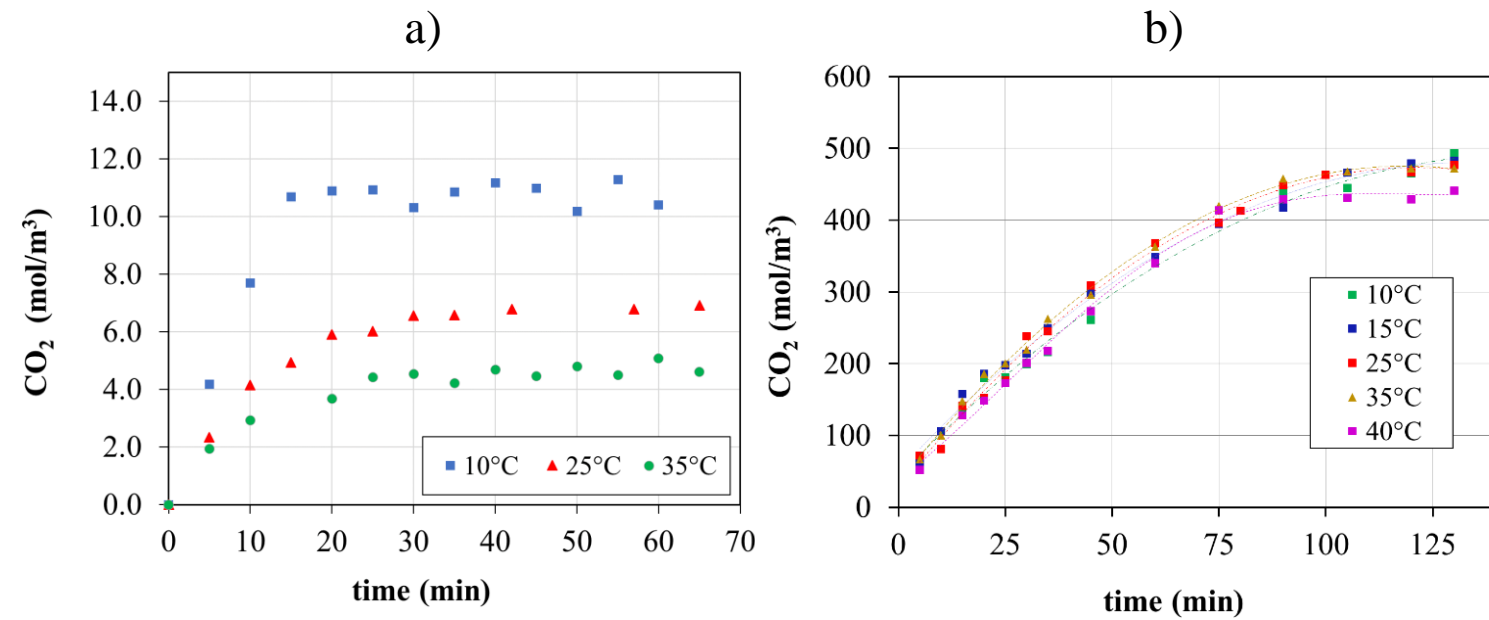 a)
14.0
12.0
10.0
8.0
6.0
4.0
2.0
0.0
0 10 20 30 40 50 60 70
CO₂ (mol/m³)
time (min)
10°C 25°C 35°C
b)
600
500
400
300
200
100
0
0 25 50 75 100 125
CO₂ (mol/m³)
time (min)
10°C
15°C
25°C
35°C
40°C